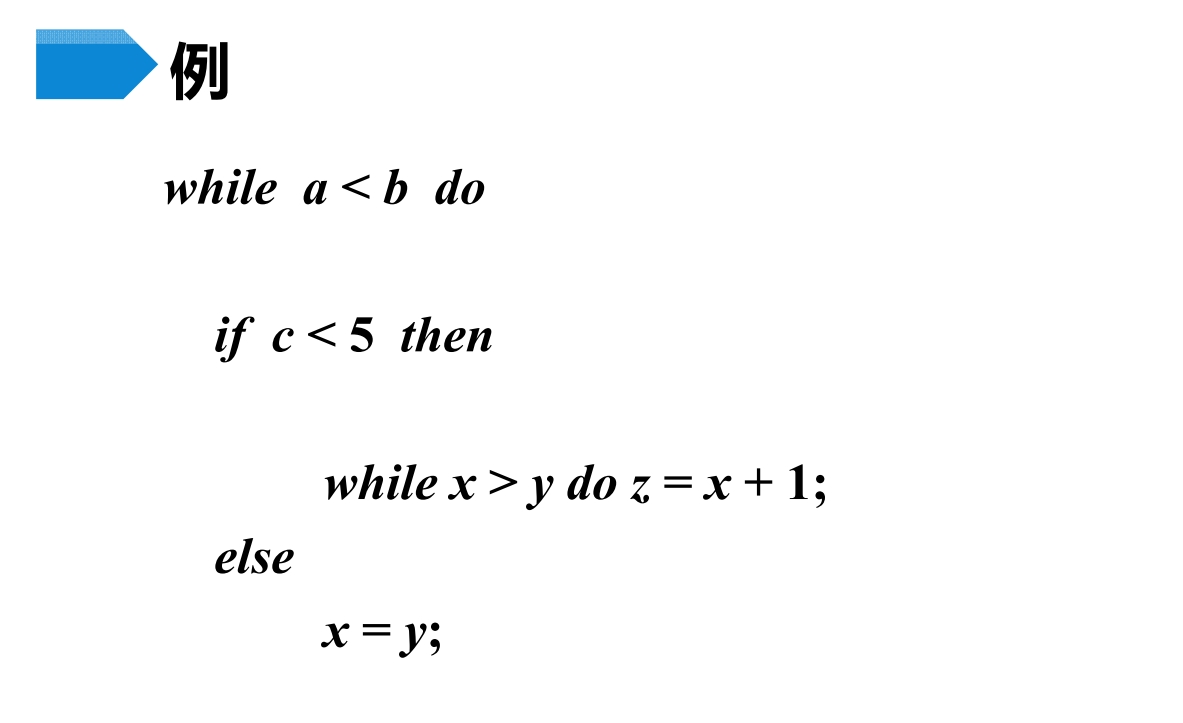 例
while a < b do
if c < 5 then
while x > y do z = x + 1;
else
x = y;